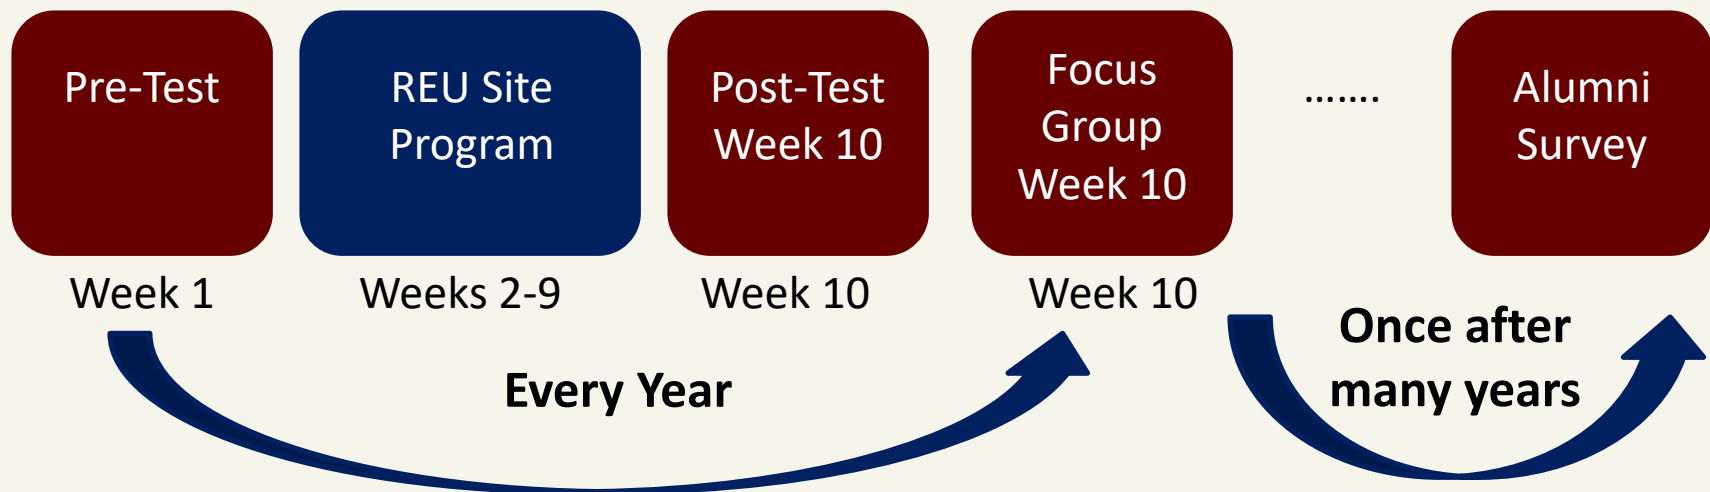 Pre-Test
REU Site
Program
Post-Test
Week 10
Focus
Group
Week 10
…....
Alumni
Survey
Week 1
Weeks 2-9
Week 10
Week 10
Every Year
Once after
many years